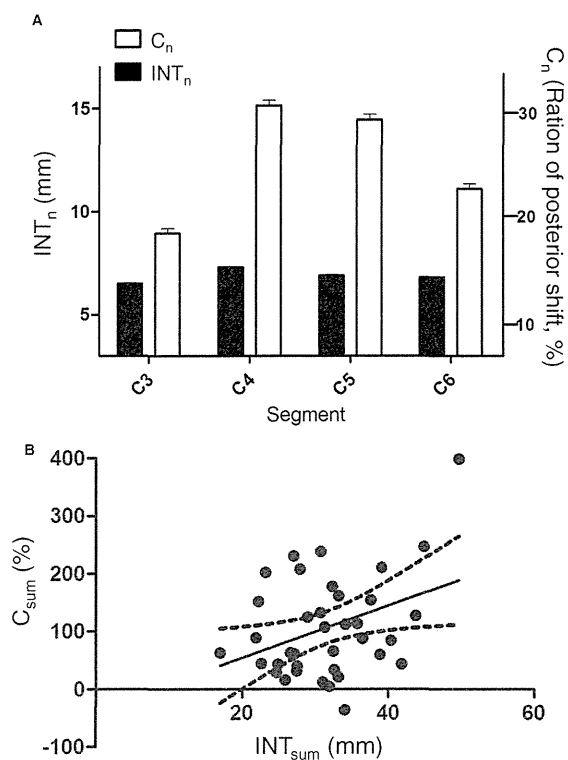 A
Cn
INTn
15
10
5
INTn (mm)
30
20
10
Cn (Ration of posterior shift, %)
C3 C4 C5 C6
Segment
B
400
300
200
100
0
-100
Csum (%)
20 40 60
INTsum (mm)